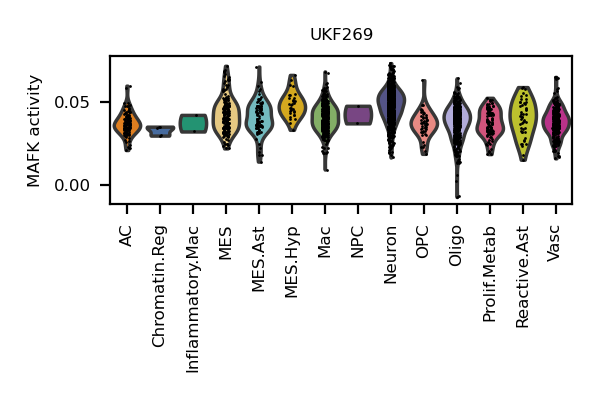 UKF269
MAFK activity
0.05
0.00
AC
Chromatin.Reg
Inflammatory.Mac
MES
MES.Ast
MES.Hyp
Mac
NPC
Neuron
OPC
Oligo
Prolif.Metab
Reactive.Ast
Vasc